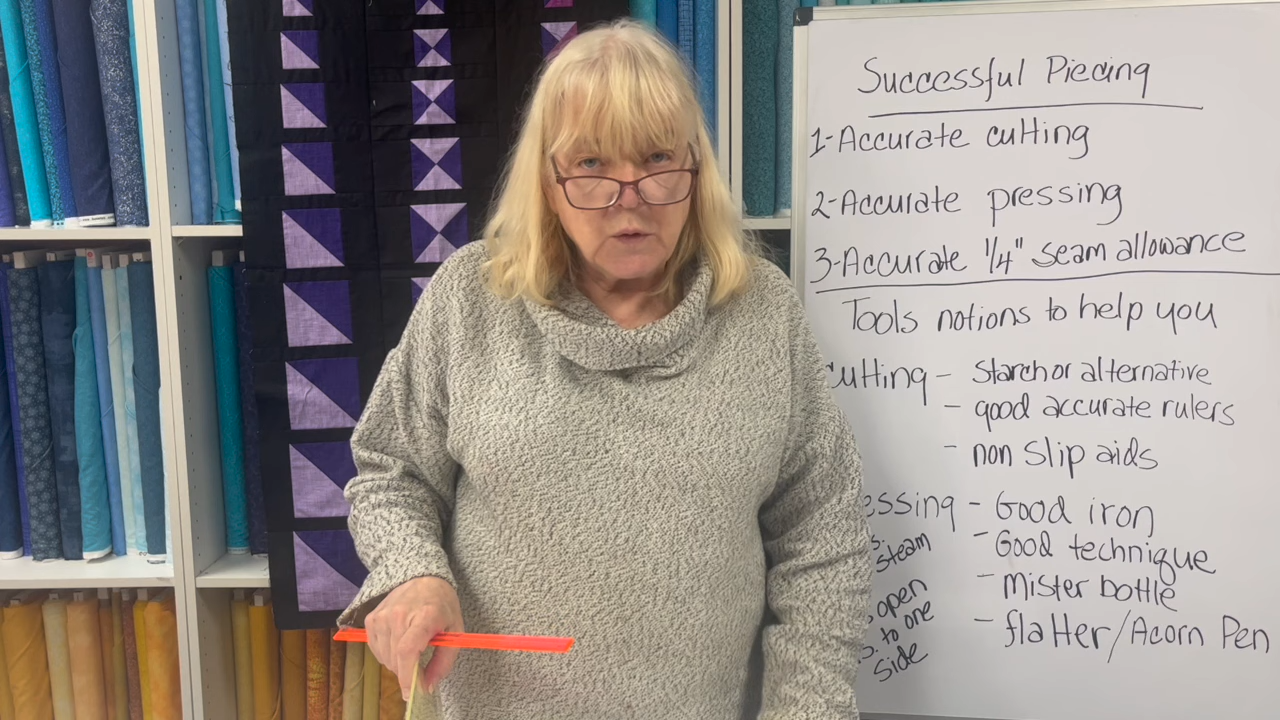 Successful Piecing
1-Accurate cutting
2-Accurate pressing
3-Accurate 1/4" seam allowance
Tools notions to help you
cutting - starch or alternative
- good accurate rulers
- non slip aids
essing - Good iron
s. steam
- Good technique
- mister bottle
s open
- flatter/Acorn Pen
.s. to one
side